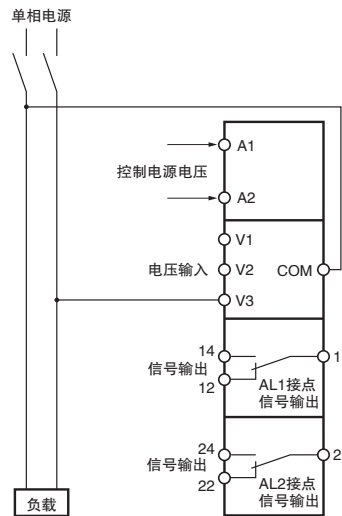 单相电源
A1
控制电源电压
A2
V1
电压输入
V2
COM
V3
14
1
信号输出
12
AL1接点
信号输出
24
2
信号输出
22
AL2接点
信号输出
负载